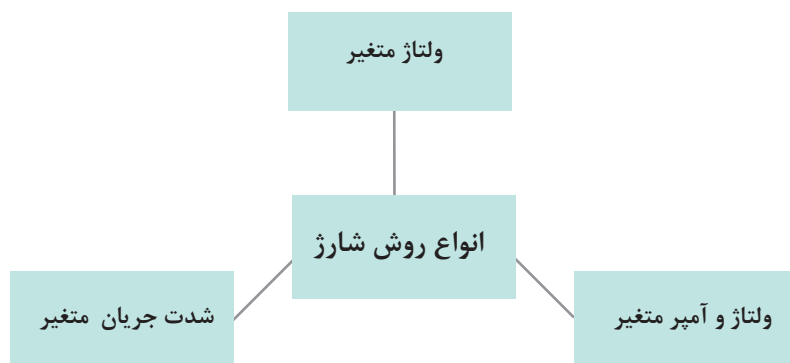 ولتاژ متغیر
انواع روش شارژ
ولتاژ و آمپر متغیر
شدت جریان متغیر